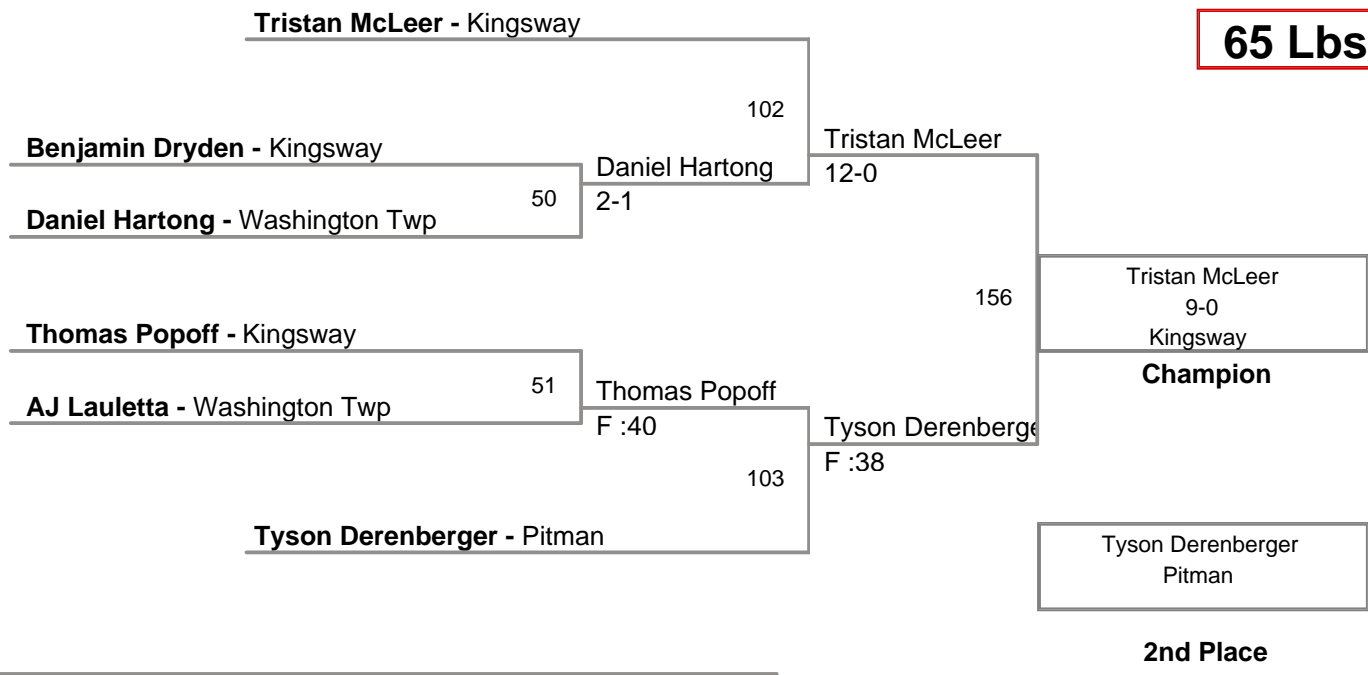 Tristan McLeer - Kingsway
65 Lbs
102
Benjamin Dryden - Kingsway
Tristan McLeer
Daniel Hartong
12-0
50
2-1
Daniel Hartong - Washington Twp
156
Tristan McLeer
9-0
Kingsway
Thomas Popoff - Kingsway
Champion
51
Thomas Popoff
AJ Lauletta - Washington Twp
F :40
Tyson Derenberge
F :38
103
Tyson Derenberger - Pitman
Tyson Derenberger
Pitman
2nd Place